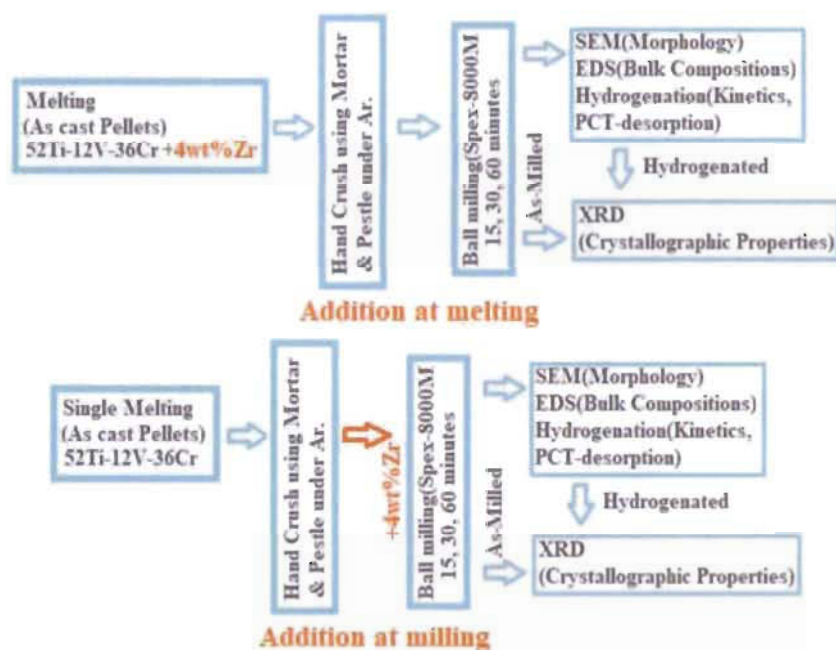 Melting
(As cast Pellets)
52Ti-12V-36Cr +4wt%Zr
Hand Crush using Mortar
& Pestle under Ar.
Ball milling(Spex-8000M
15, 30, 60 minutes
As-Milled
SEM(Morphology)
EDS(Bulk Compositions)
Hydrogenation(Kinetics,
PCT-desorption)
Hydrogenated
XRD
(Crystallographic Properties)
Addition at melting
Single Melting
(As cast Pellets)
52Ti-12V-36Cr
Hand Crush using Mortar
& Pestle under Ar.
+4wt%Zr
Ball milling(Spex-8000M
15, 30, 60 minutes
As-Milled
SEM(Morphology)
EDS(Bulk Compositions)
Hydrogenation(Kinetics,
PCT-desorption)
Hydrogenated
XRD
(Crystallographic Properties)
Addition at milling